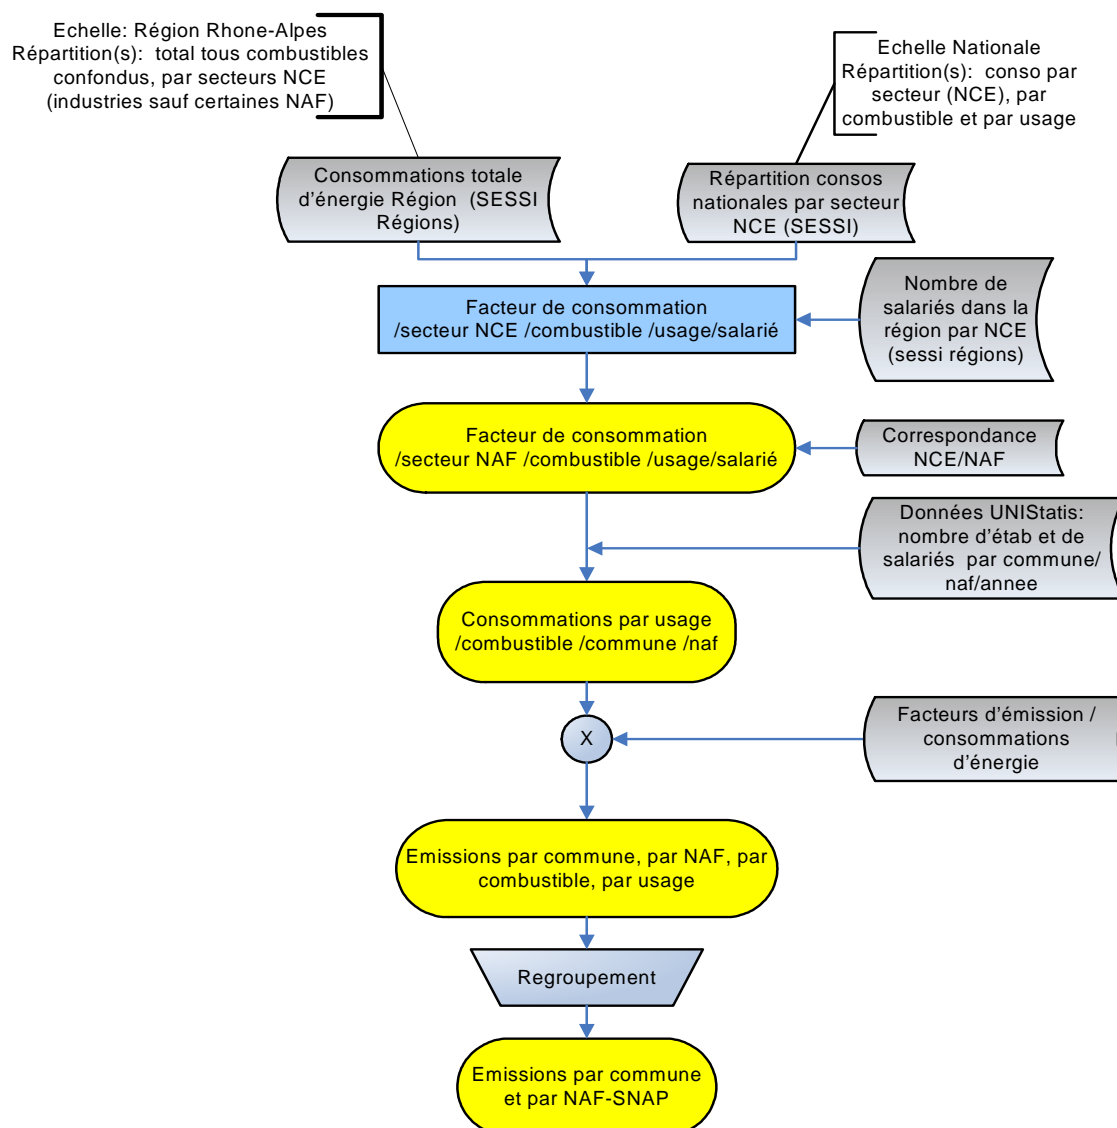 Echelle: Région Rhone-Alpes
Répartition(s): total tous combustibles
confondus, par secteurs NCE
(industries sauf certaines NAF)
Echelle Nationale
Répartition(s): conso par
secteur (NCE), par
combustible et par usage
Consommations totale
d'énergie Région (SESSI
Régions)
Répartition consos
nationales par secteur
NCE (SESSI)
Facteur de consommation
/secteur NCE /combustible /usage/salarié
Nombre de
salariés dans la
région par NCE
(sessi régions)
Facteur de consommation
/secteur NAF /combustible /usage/salarié
Correspondance
NCE/NAF
Données UNIStatis:
nombre d'étab et de
salariés par commune/
naf/annee
Consommations par usage
/combustible /commune /naf
X
Facteurs d'émission /
consommations
d'énergie
Emissions par commune, par NAF, par
combustible, par usage
Regroupement
Emissions par commune
et par NAF-SNAP